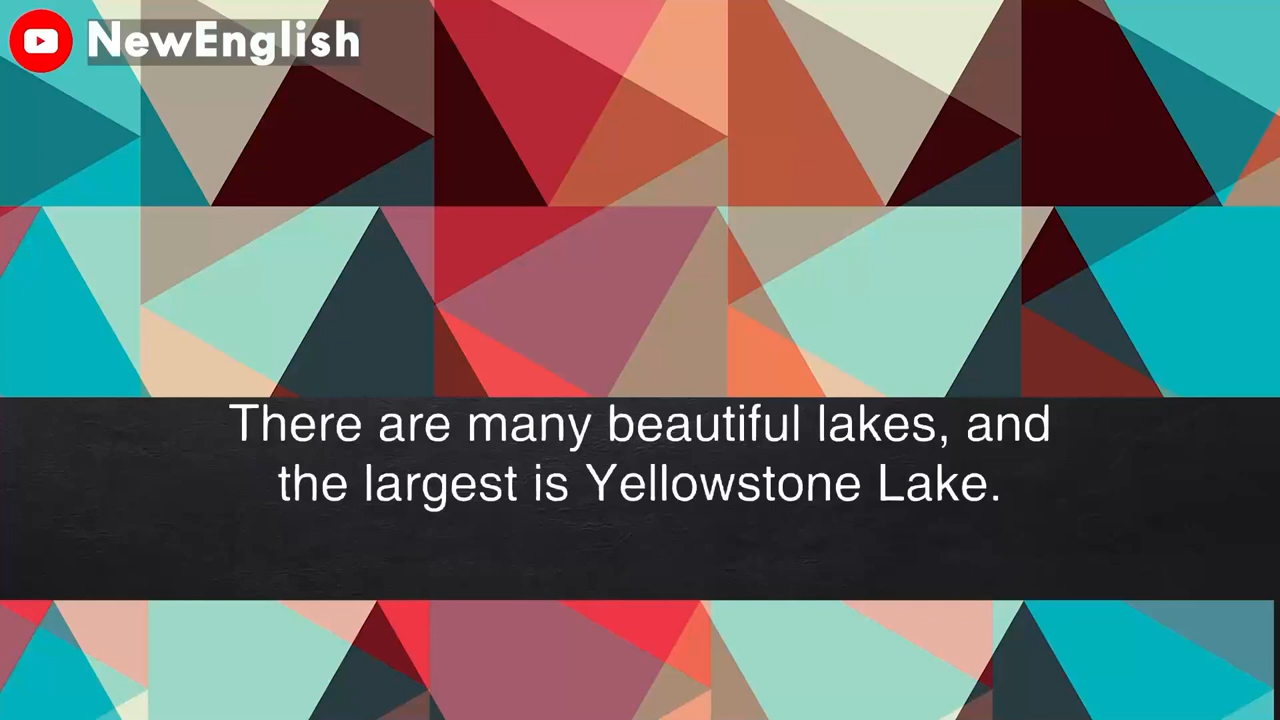 NewEnglish
There are many beautiful lakes, and
the largest is Yellowstone Lake.